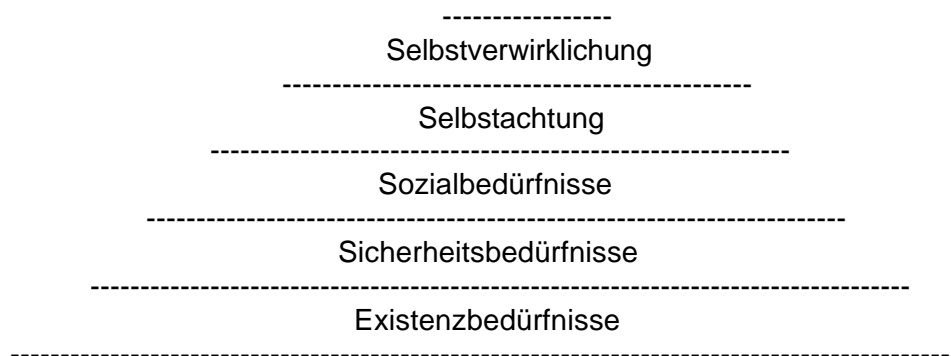 -----------------
Selbstverwirklichung
-----------------------------------------------
Selbstachtung
----------------------------------------------------------
Sozialbedürfnisse
----------------------------------------------------------------------
Sicherheitsbedürfnisse
----------------------------------------------------------------------------------
Existenzbedürfnisse
----------------------------------------------------------------------------------------------